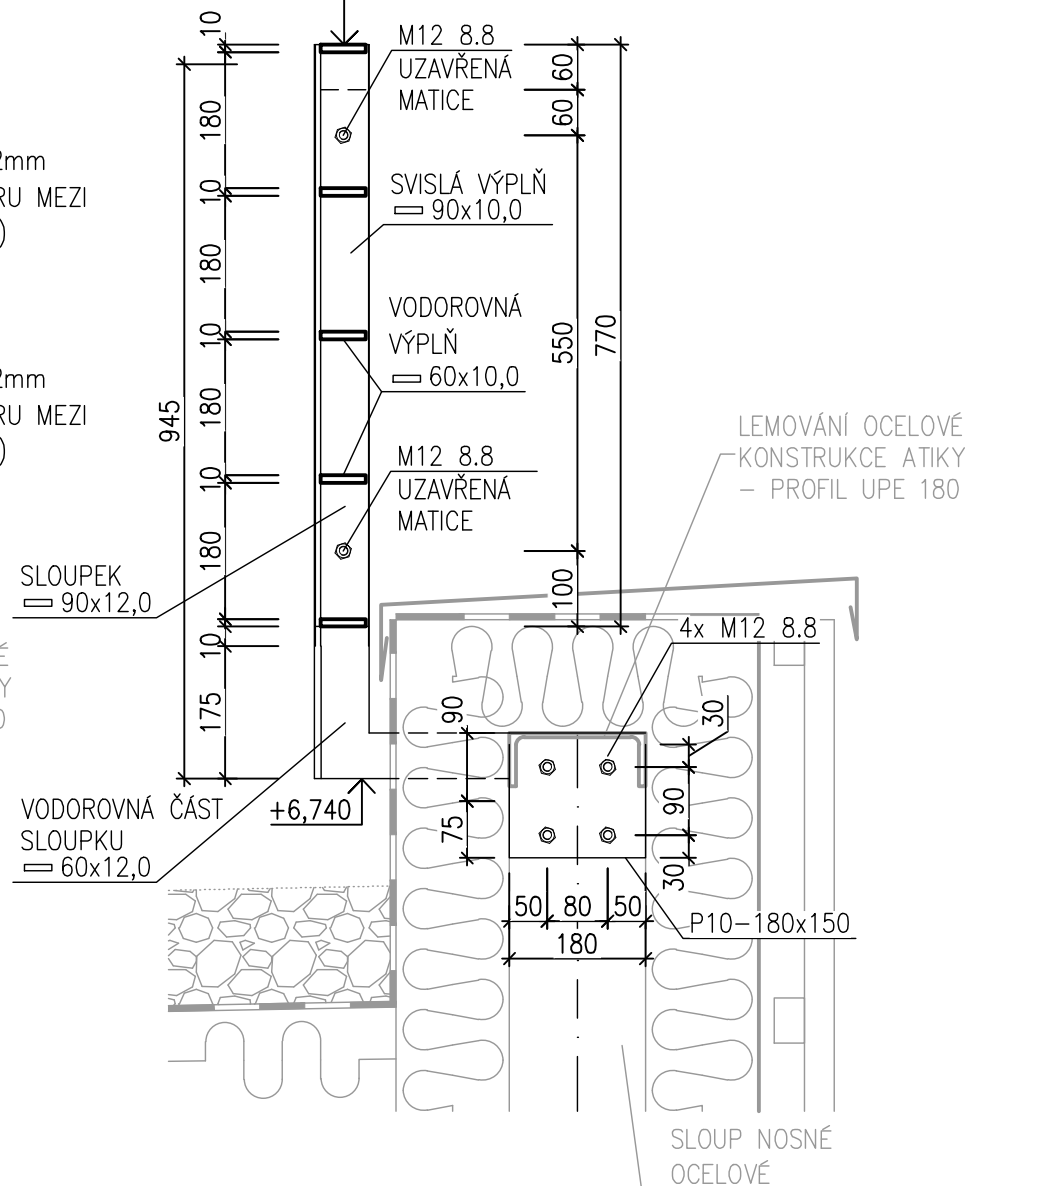 10
M12 8.8
UZAVŘENÁ
MATICE
60
60
180
2mm
RU MEZI
)
10
SVISLÁ VÝPLŇ
90x10,0
180
VODOROVNÁ
VÝPLŇ
60x10,0
10
550
770
2mm
RU MEZI
)
945
180
LEMOVÁNÍ OCELOVÉ
KONSTRUKCE ATIKY
– PROFIL UPE 180
M12 8.8
UZAVŘENÁ
MATICE
10
180
SLOUPEK
90x12,0
100
4x M12 8.8
10
175
90
30
VODOROVNÁ ČÁST
SLOUPKU
60x12,0
+6,740
75
90
30
50
80
50
180
P10–180x150
SLOUP NOSNÉ
OCELOVÉ